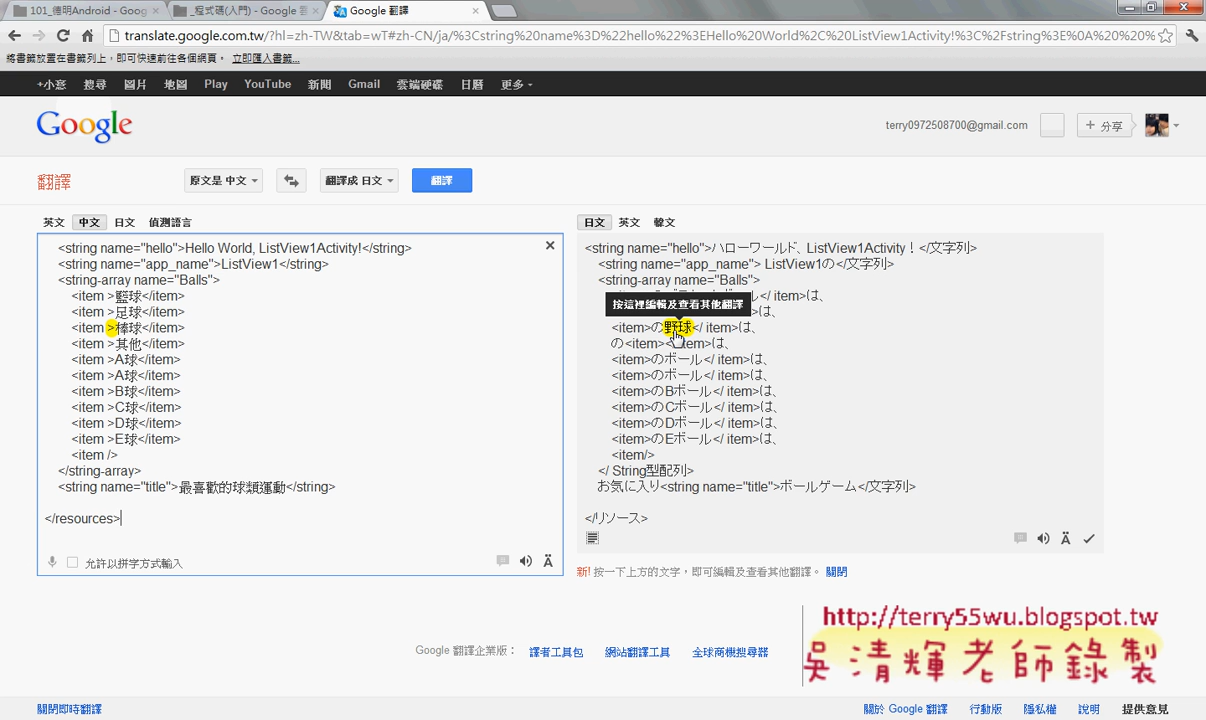 101_德明Android - Goog
_程式碼(入門) - Google 雲
Google 翻譯
translate.google.com.tw/?hl=zh-TW&tab=wT#zh-CN/ja/%3Cstring%20name%3D%22hello%22%3EHello%20World%2C%20ListView1Activity!%3C%2Fstring%3E%0A%20%20%
將書籤放置在書籤列上，即可快速前往各個網頁。 立即匯入書籤...
+小惡 搜尋 圖片 地圖 Play YouTube 新聞 Gmail 雲端硬碟 日曆 更多
Google
terry0972508700@gmail.com
+ 分享
翻譯
原文是 中文
翻譯成 日文
翻譯
英文 中文 日文 偵測語言
<string name="hello">Hello World, ListView1Activity!</string>
<string name="app_name">ListView1</string>
<string-array name="Balls">
<item >籃球</item>
<item >足球</item>
<item >棒球</item>
<item >其他</item>
<item >A球</item>
<item >A球</item>
<item >B球</item>
<item >C球</item>
<item >D球</item>
<item >E球</item>
<item />
</string-array>
<string name="title">最喜歡的球類運動</string>
</resources>
允許以拼字方式輸入
日文 英文 韓文
<string name="hello">ハローワールド、ListView1Activity！</文字列>
<string name="app_name"> ListView1の</文字列>
<string-array name="Balls">
</ item>は、
は、
按這裡編輯及查看其他翻譯
<item>の野球</ item>は、
の<item><item>は、
<item>のボール</ item>は、
<item>のボール</ item>は、
<item>のBボール</ item>は、
<item>のCボール</ item>は、
<item>のDボール</ item>は、
<item>のEボール</ item>は、
<item/>
</ String型配列>
お気に入り<string name="title">ボールゲーム</文字列>
</リソース>
新! 按一下上方的文字，即可編輯及查看其他翻譯。 關閉
Google 翻譯企業版： 譯者工具包 網站翻譯工具 全球商機搜尋器
http://terry55wu.blogspot.tw
吳清輝老師錄製
關閉即時翻譯
關於 Google 翻譯 行動版 隱私權 說明 提供意見